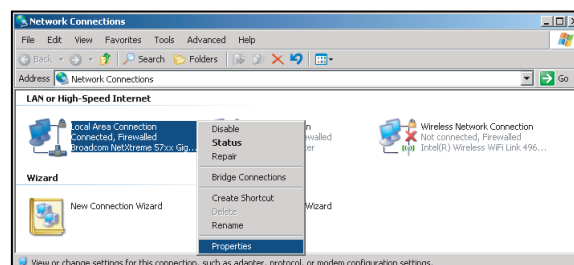 Network Connections
File Edit View Favorites Tools Advanced Help
Back Search Folders
Address Network Connections Go
LAN or High-Speed Internet
Local Area Connection
Connected, Firewalled
Broadcom NetXtreme 57xx Gig...
Wireless Network Connection
Not connected, Firewalled
Intel(R) Wireless WiFi Link 496...
Disable
Status
Repair
Bridge Connections
Create Shortcut
Delete
Rename
Properties
Wizard
New Connection Wizard
Wizard
View or change settings for this connection, such as adapter, protocol, or modem configuration settings.